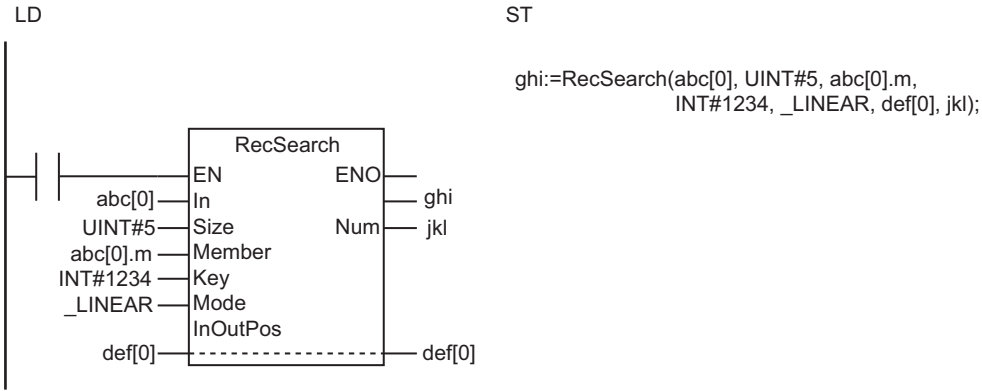 LD
ST
ghi:=RecSearch(abc[0], UINT#5, abc[0].m,
INT#1234, _LINEAR, def[0], jkl);
RecSearch
EN ENO
abc[0] In ghi
UINT#5 Size Num jkl
abc[0].m Member
INT#1234 Key
_LINEAR Mode
InOutPos
def[0] def[0]